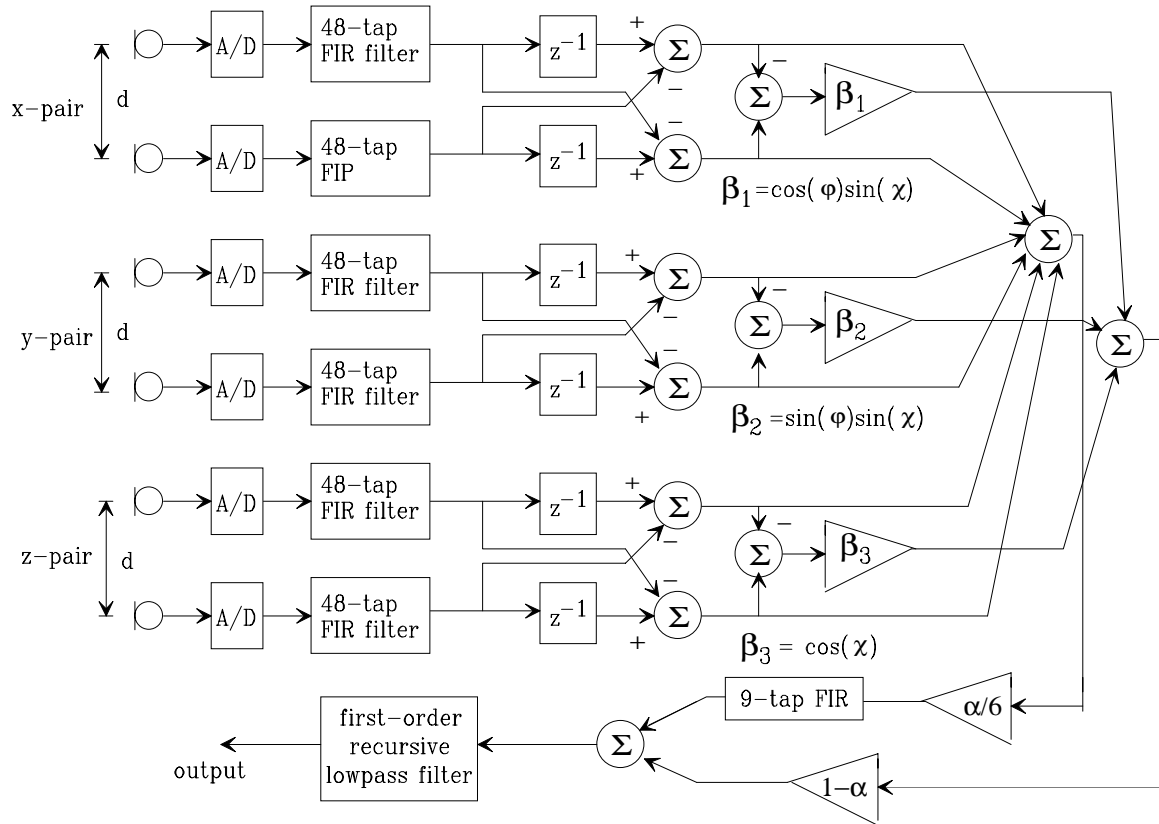 x-pair
d
A/D
48-tap
FIR filter
z⁻¹
+
Σ
−
Σ
−
β₁
A/D
48-tap
FIP
z⁻¹
−
+
Σ
β₁=cos(φ)sin(χ)
Σ
y-pair
d
A/D
48-tap
FIR filter
z⁻¹
+
Σ
−
Σ
−
β₂
Σ
A/D
48-tap
FIR filter
z⁻¹
−
+
Σ
β₂=sin(φ)sin(χ)
z-pair
d
A/D
48-tap
FIR filter
z⁻¹
+
Σ
−
Σ
−
β₃
A/D
48-tap
FIR filter
z⁻¹
−
+
Σ
β₃ = cos(χ)
9-tap FIR
α/6
first-order
recursive
lowpass filter
output
Σ
1−α